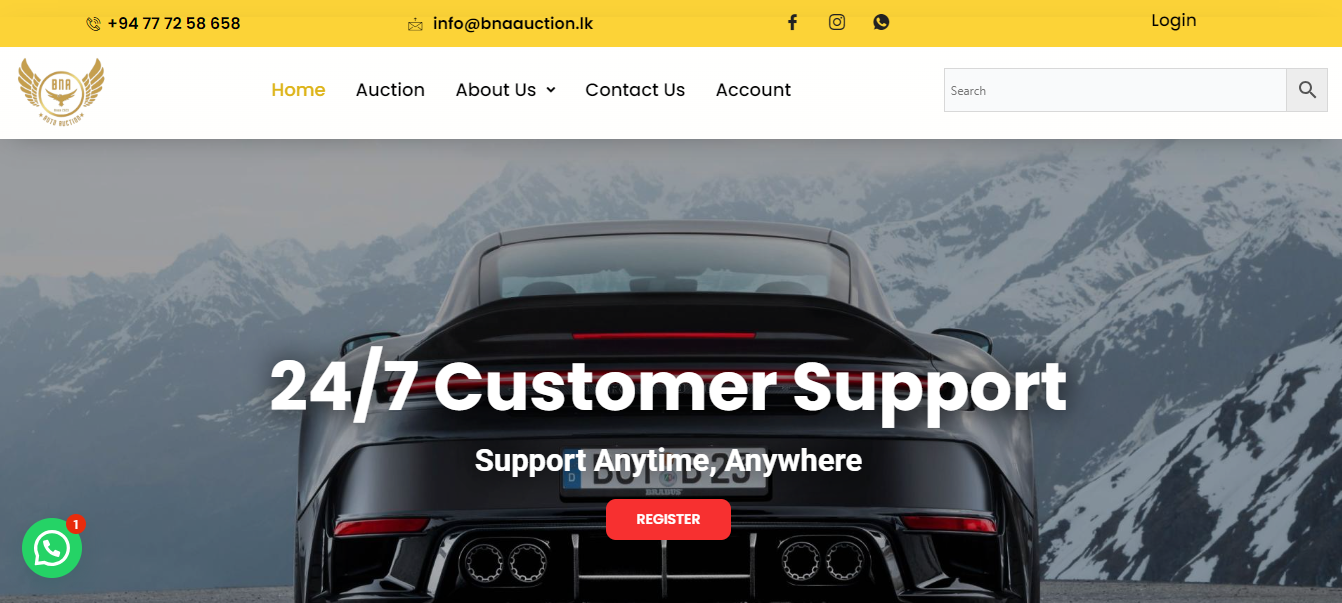 +94 77 72 58 658
info@bnaauction.lk
Login
BNA
AUTO AUCTION
Home
Auction
About Us
Contact Us
Account
Search
24/7 Customer Support
Support Anytime, Anywhere
BRABUS
REGISTER
1